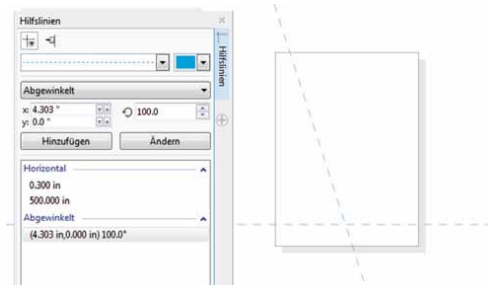 Hilfslinien
Abgewinkelt
x: 4.303 " 100.0
y: 0.0 "
Hinzufügen Ändern
Horizontal
0.300 in
500.000 in
Abgewinkelt
(4.303 in,0.000 in) 100.0°
Hilfslinien